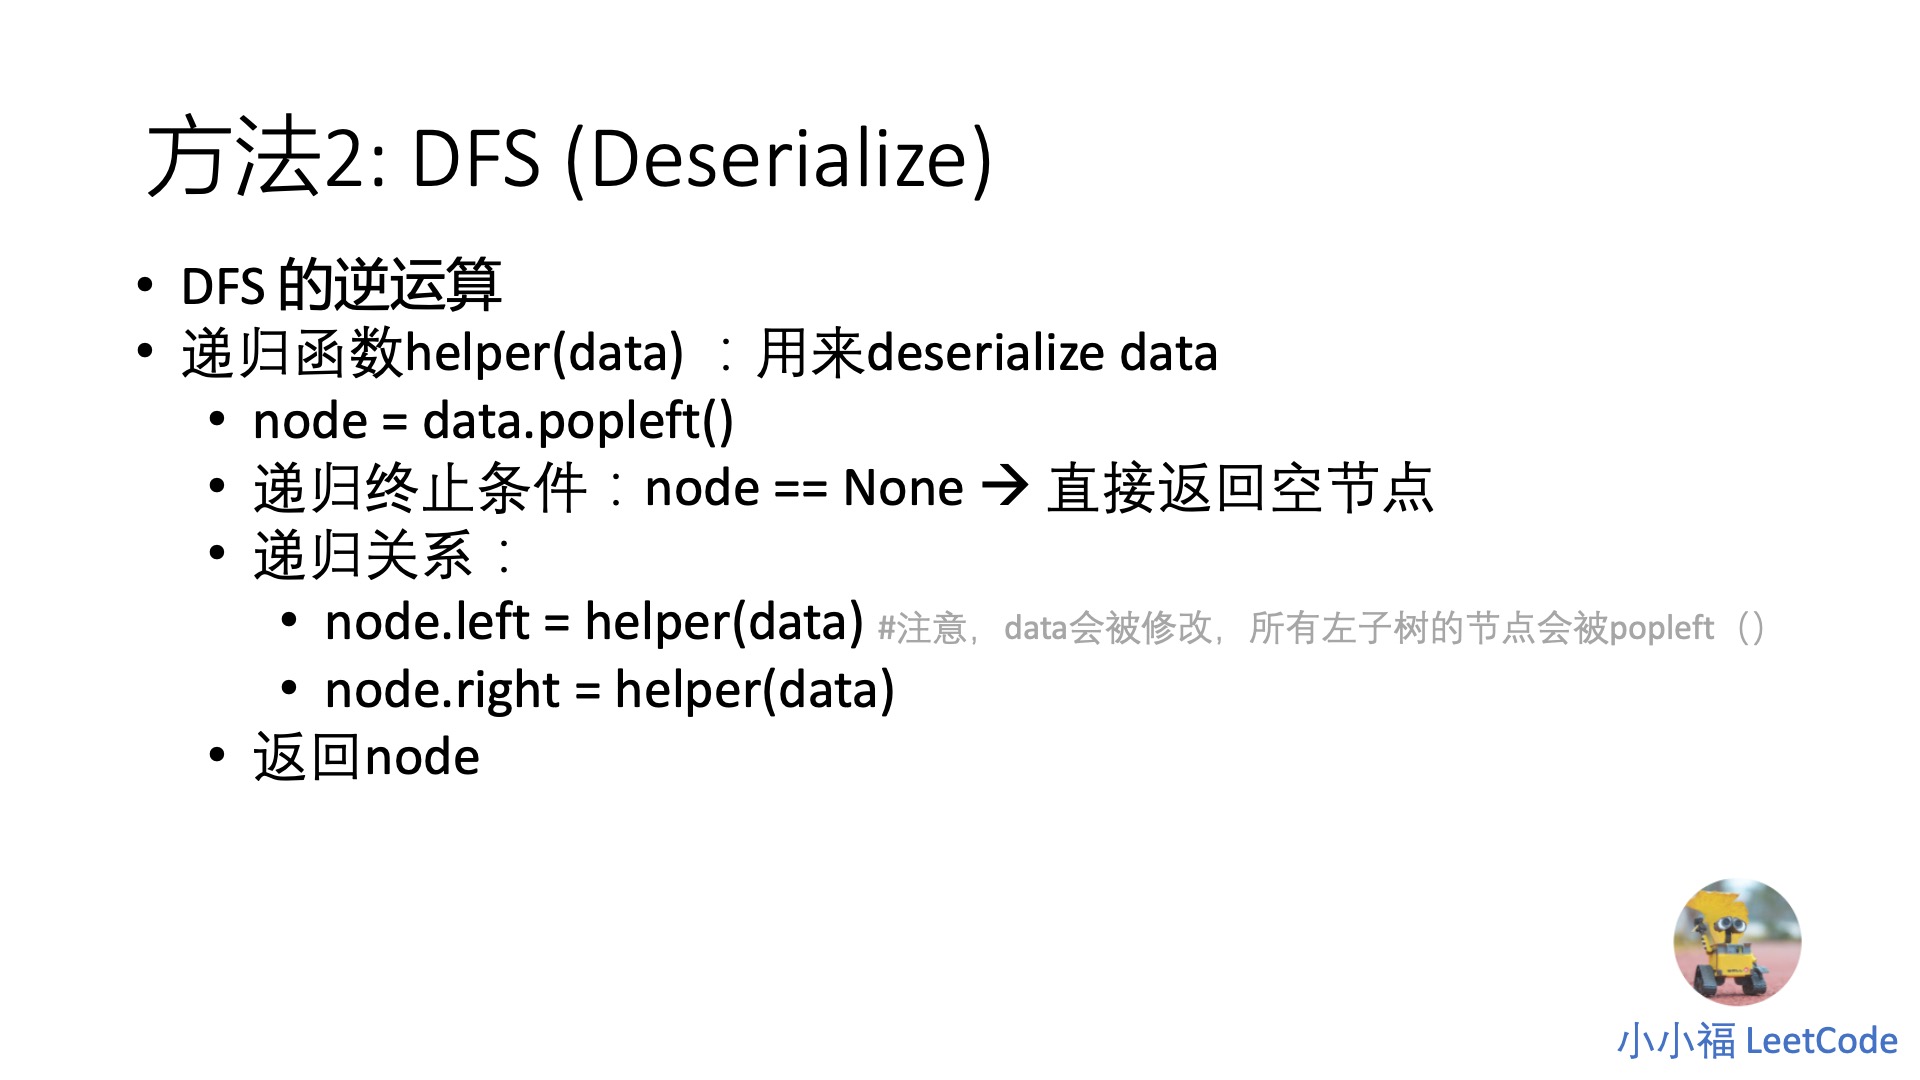 方法2: DFS (Deserialize)
• DFS 的逆运算
• 递归函数helper(data) ：用来deserialize data
• node = data.popleft()
• 递归终止条件：node == None → 直接返回空节点
• 递归关系：
• node.left = helper(data) #注意，data会被修改，所有左子树的节点会被popleft（）
• node.right = helper(data)
• 返回node
小小福 LeetCode